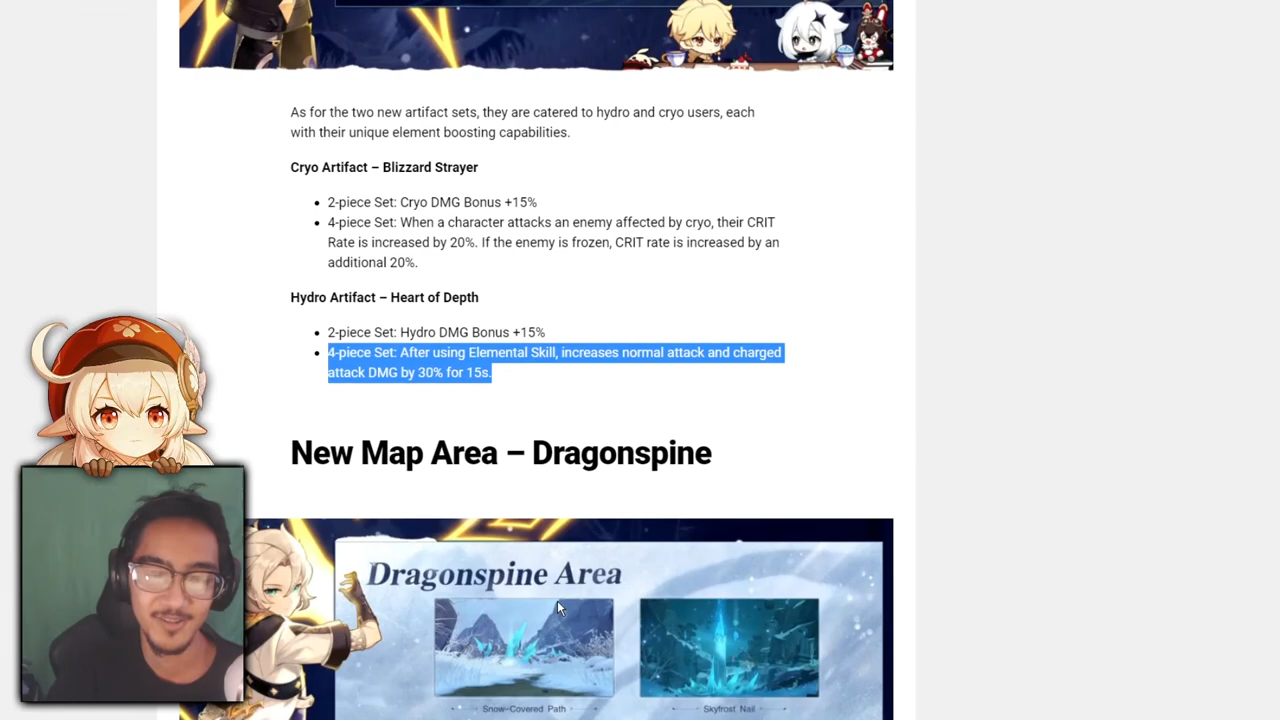 As for the two new artifact sets, they are catered to hydro and cryo users, each
with their unique element boosting capabilities.
Cryo Artifact – Blizzard Strayer
2-piece Set: Cryo DMG Bonus +15%
4-piece Set: When a character attacks an enemy affected by cryo, their CRIT
Rate is increased by 20%. If the enemy is frozen, CRIT rate is increased by an
additional 20%.
Hydro Artifact – Heart of Depth
2-piece Set: Hydro DMG Bonus +15%
4-piece Set: After using Elemental Skill, increases normal attack and charged
attack DMG by 30% for 15s.
New Map Area – Dragonspine
Dragonspine Area
Snow-Covered Path
Skyfrost Nail